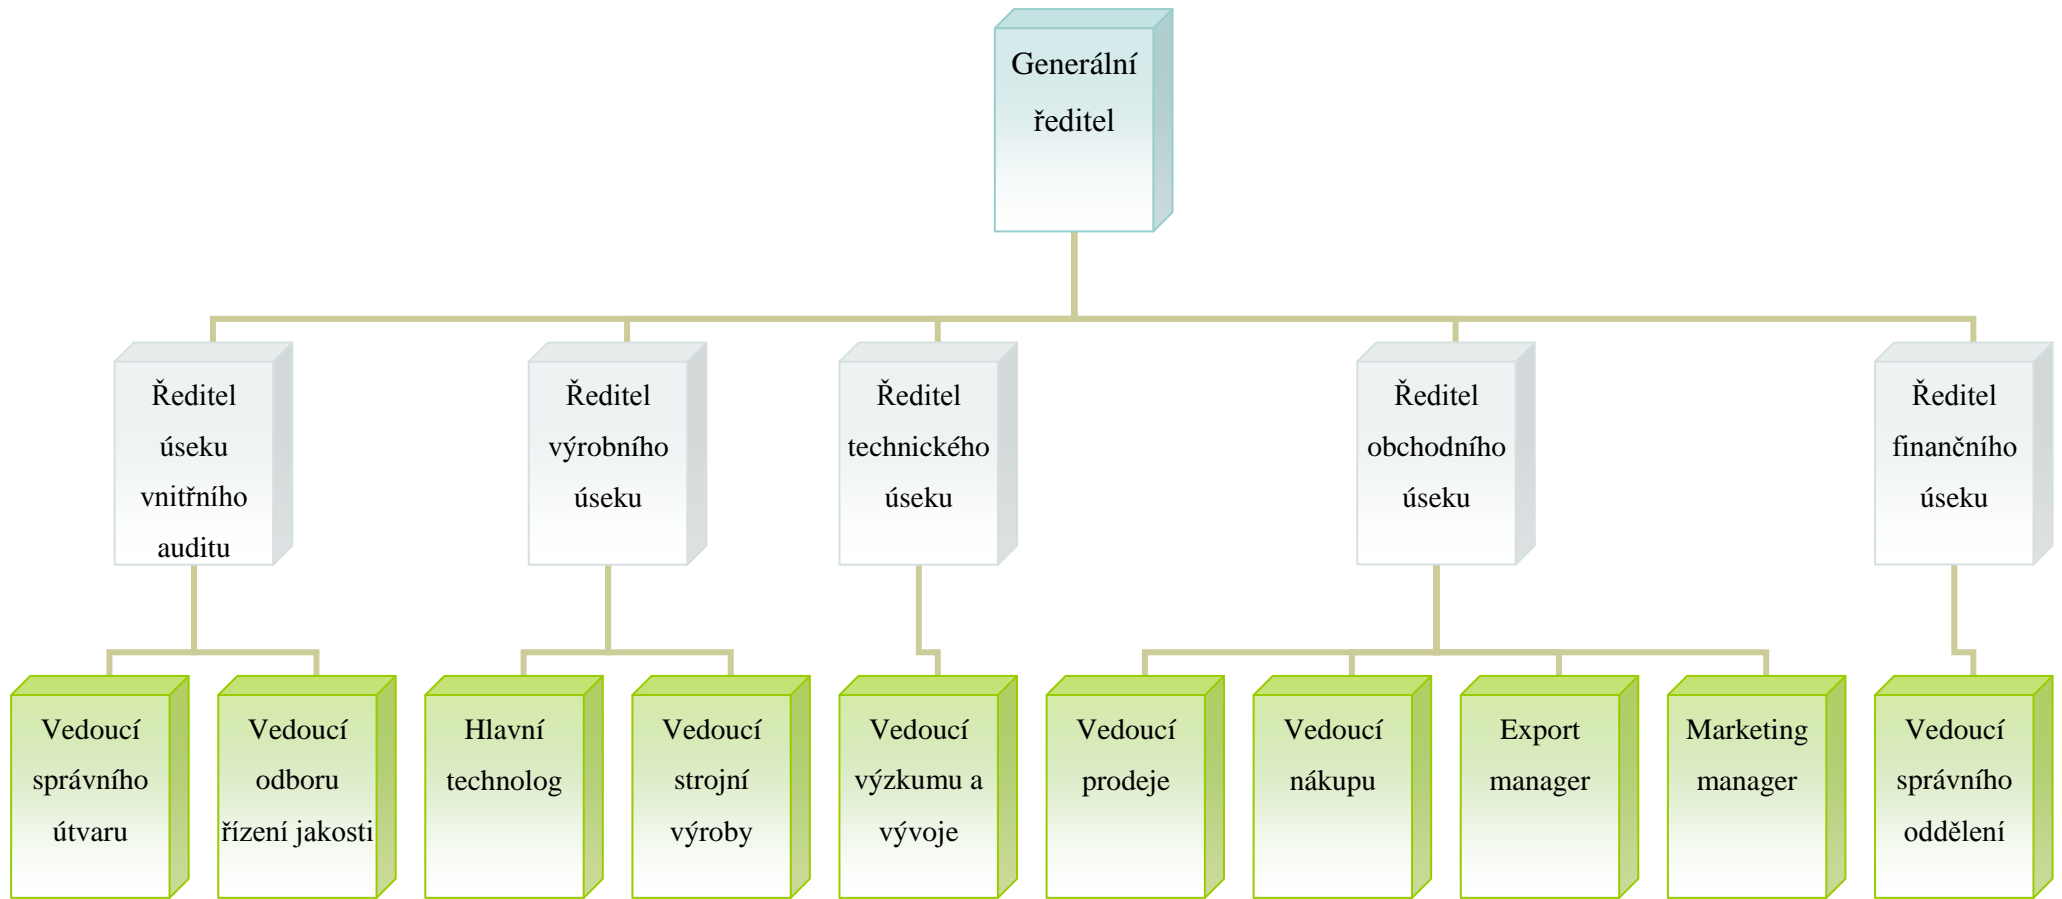 Generální
ředitel
Ředitel
úseku
vnitřního
auditu
Ředitel
výrobního
úseku
Ředitel
technického
úseku
Ředitel
obchodního
úseku
Ředitel
finančního
úseku
Vedoucí
správního
útvaru
Vedoucí
odboru
řízení jakosti
Hlavní
technolog
Vedoucí
strojní
výroby
Vedoucí
výzkumu a
vývoje
Vedoucí
prodeje
Vedoucí
nákupu
Export
manager
Marketing
manager
Vedoucí
správního
oddělení